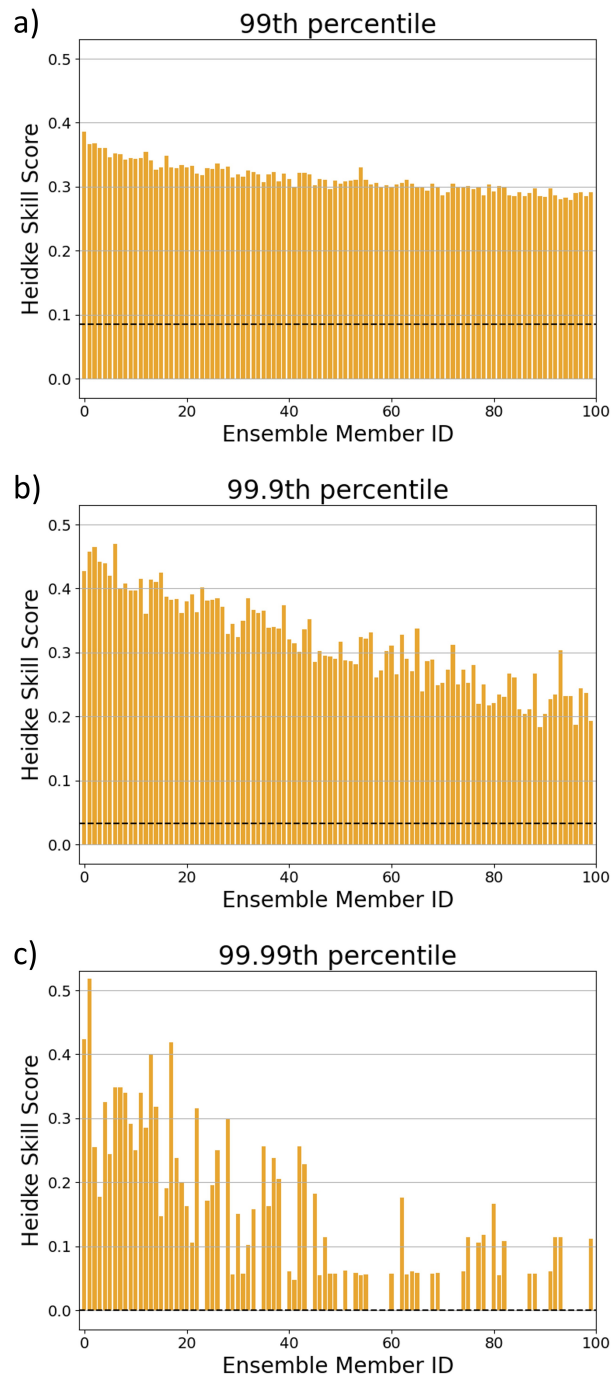 a)
99th percentile
Heidke Skill Score
0.5
0.4
0.3
0.2
0.1
0.0
0 20 40 60 80 100
Ensemble Member ID
b)
99.9th percentile
Heidke Skill Score
0.5
0.4
0.3
0.2
0.1
0.0
0 20 40 60 80 100
Ensemble Member ID
c)
99.99th percentile
Heidke Skill Score
0.5
0.4
0.3
0.2
0.1
0.0
0 20 40 60 80 100
Ensemble Member ID